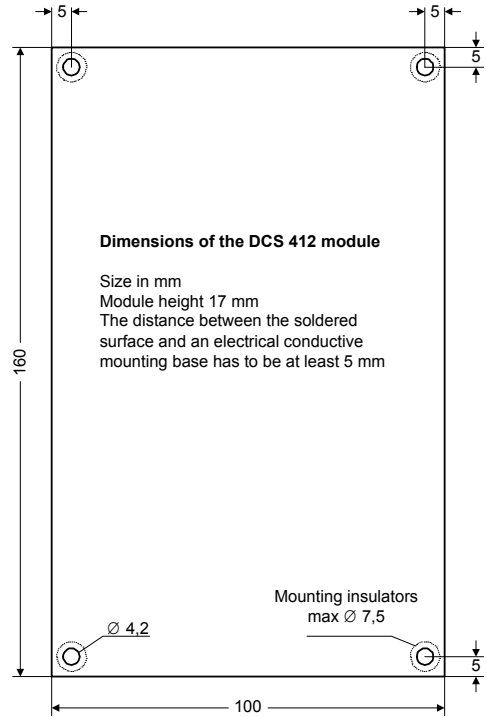 5
5
5
Dimensions of the DCS 412 module
Size in mm
Module height 17 mm
The distance between the soldered
surface and an electrical conductive
mounting base has to be at least 5 mm
160
Mounting insulators
max ∅ 7,5
∅ 4,2
5
100